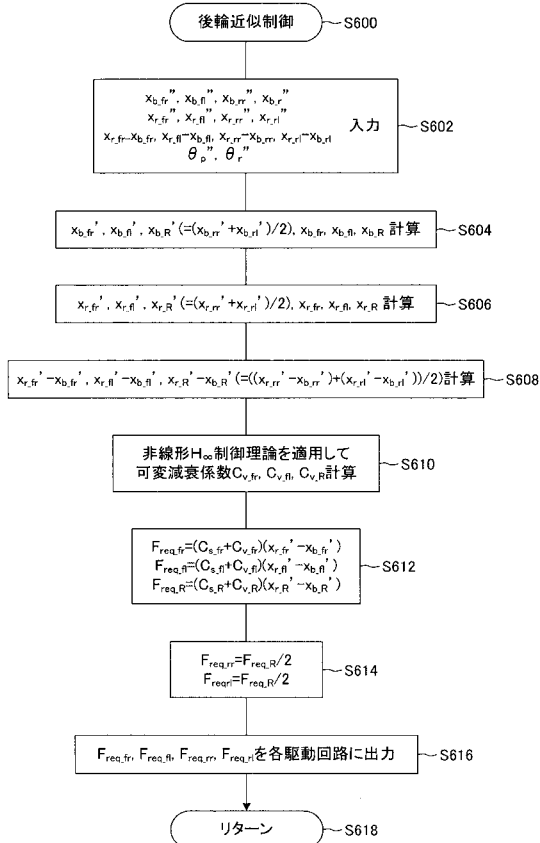 後輪近似制御
S600
x_b_fr'', x_b_fl'', x_b_rr'', x_b_r''
x_r_fr'', x_r_fl'', x_r_rr'', x_r_rl''
x_r_fr−x_b_fr, x_r_fl−x_b_fl, x_r_rr−x_b_rr, x_r_rl−x_b_rl
θ_p'', θ_r''
入力
S602
x_b_fr', x_b_fl', x_b_R'(=(x_b_rr'+x_b_rl')/2), x_b_fr, x_b_fl, x_b_R 計算
S604
x_r_fr', x_r_fl', x_r_R'(=(x_r_rr'+x_r_rl')/2), x_r_fr, x_r_fl, x_r_R 計算
S606
x_r_fr'−x_b_fr', x_r_fl'−x_b_fl', x_r_R'−x_b_R'(=((x_r_rr'−x_b_rr')+(x_r_rl'−x_b_rl'))/2)計算
S608
非線形H∞制御理論を適用して
可変減衰係数C_v_fr, C_v_fl, C_v_R計算
S610
F_req_fr=(C_s_fr+C_v_fr)(x_r_fr'−x_b_fr')
F_req_fl=(C_s_fl+C_v_fl)(x_r_fl'−x_b_fl')
F_req_R=(C_s_R+C_v_R)(x_r_R'−x_b_R')
S612
F_req_rr=F_req_R/2
F_reqrl=F_req_R/2
S614
F_req_fr, F_req_fl, F_req_rr, F_req_rlを各駆動回路に出力
S616
リターン
S618